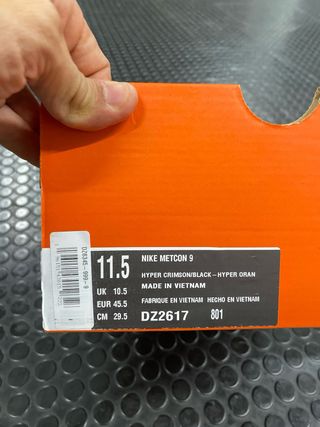 11.5
NIKE METCON 9
HYPER CRIMSON/BLACK-HYPER ORAN
UK 10.5
MADE IN VIETNAM
EUR 45.5
FABRIQUE EN VIETNAM HECHO EN VIETNAM
CM 29.5
DZ2617 801